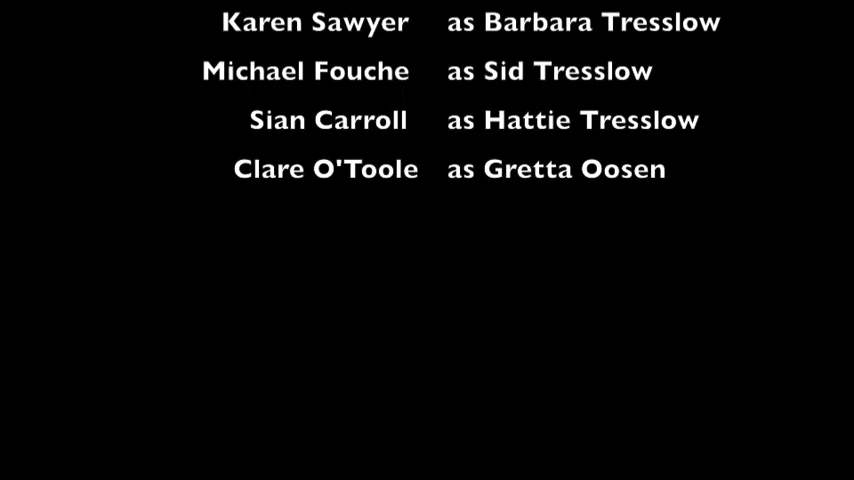 Karen Sawyer as Barbara Tresslow
Michael Fouche as Sid Tresslow
Sian Carroll as Hattie Tresslow
Clare O'Toole as Gretta Oosen